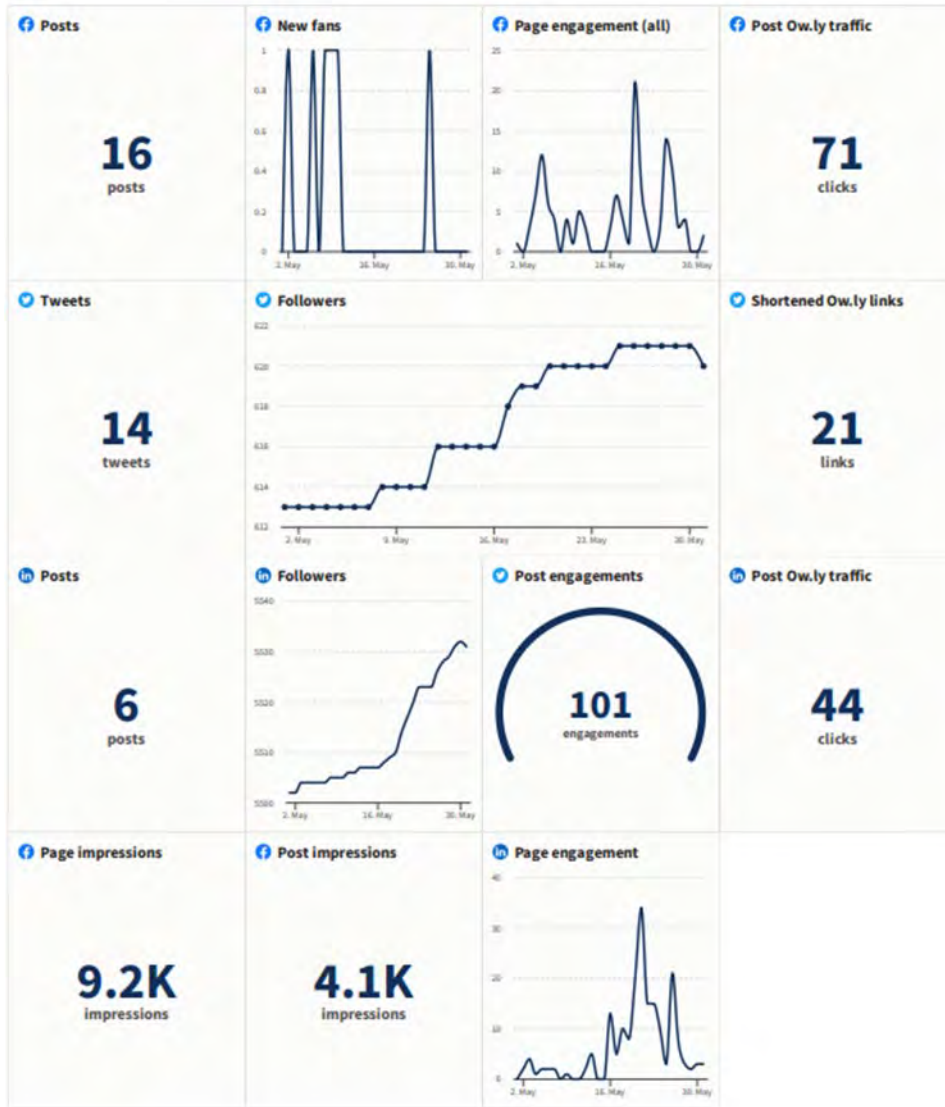 Posts
16
posts
New fans
1
0.8
0.6
0.4
0.2
0
2. May
16. May
30. May
Page engagement (all)
25
20
15
10
5
0
2. May
16. May
30. May
Post Ow.ly traffic
71
clicks
Tweets
14
tweets
Followers
622
620
618
616
614
612
2. May
9. May
16. May
23. May
30. May
Shortened Ow.ly links
21
links
in Posts
6
posts
in Followers
5540
5530
5520
5510
5500
2. May
16. May
30. May
Post engagements
101
engagements
in Post Ow.ly traffic
44
clicks
Page impressions
9.2K
impressions
Post impressions
4.1K
impressions
in Page engagement
40
30
20
10
0
2. May
16. May
30. May